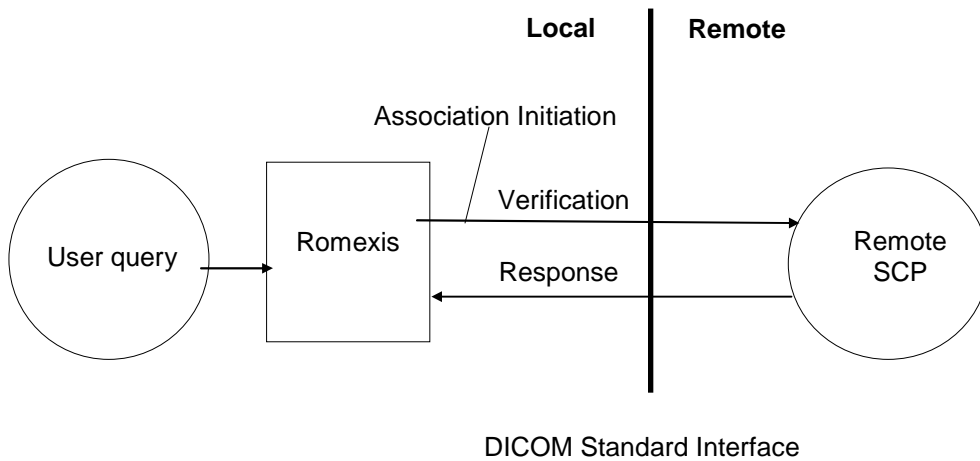 Local
Remote
Association Initiation
Verification
User query
Romexis
Remote
SCP
Response
DICOM Standard Interface